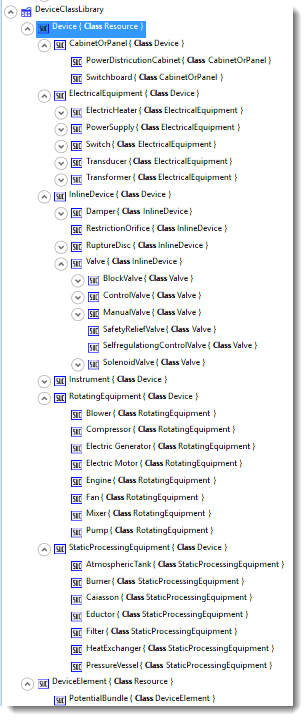 DeviceClassLibrary
Device { Class Resource }
CabinetOrPanel { Class Device }
PowerDistricutionCabinet { Class CabinetOrPanel }
Switchboard { Class CabinetOrPanel }
ElectricalEquipment { Class Device }
ElectricHeater { Class ElectricalEquipment }
PowerSupply { Class ElectricalEquipment }
Switch { Class ElectricalEquipment }
Transducer { Class ElectricalEquipment }
Transformer { Class ElectricalEquipment }
InlineDevice { Class Device }
Damper { Class InlineDevice }
RestrictionOrifice { Class InlineDevice }
RuptureDisc { Class InlineDevice }
Valve { Class InlineDevice }
BlockValve { Class Valve }
ControlValve { Class Valve }
ManualValve { Class Valve }
SafetyReliefValve { Class Valve }
SelfregulationgControlValve { Class Valve }
SolenoidValve { Class Valve }
Instrument { Class Device }
RotatingEquipment { Class Device }
Blower { Class RotatingEquipment }
Compressor { Class RotatingEquipment }
Electric Generator { Class RotatingEquipment }
Electric Motor { Class RotatingEquipment }
Engine { Class RotatingEquipment }
Fan { Class RotatingEquipment }
Mixer { Class RotatingEquipment }
Pump { Class RotatingEquipment }
StaticProcessingEquipment { Class Device }
AtmosphericTank { Class StaticProcessingEquipment }
Burner { Class StaticProcessingEquipment }
Caiasson { Class StaticProcessingEquipment }
Eductor { Class StaticProcessingEquipment }
Filter { Class StaticProcessingEquipment }
HeatExchanger { Class StaticProcessingEquipment }
PressureVessel { Class StaticProcessingEquipment }
DeviceElement { Class Resource }
PotentialBundle { Class DeviceElement }